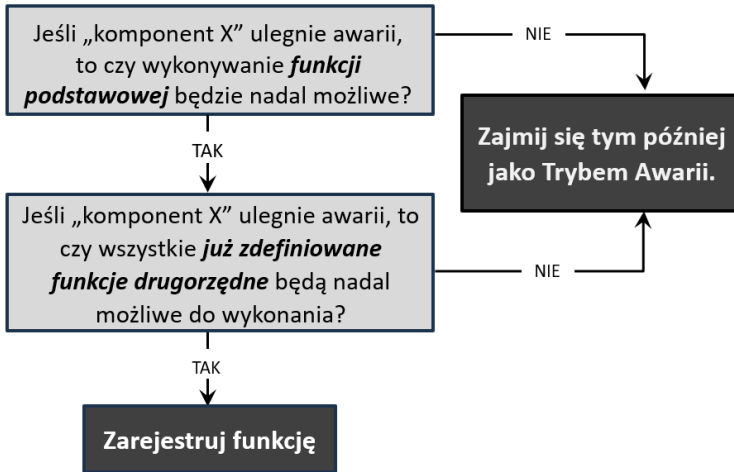 Jeśli „komponent X” ulegnie awarii,
to czy wykonywanie funkcji
podstawowej będzie nadal możliwe?
NIE
Zajmij się tym później
jako Trybem Awarii.
TAK
Jeśli „komponent X” ulegnie awarii, to
czy wszystkie już zdefiniowane
funkcje drugorzędne będą nadal
możliwe do wykonania?
NIE
TAK
Zarejestruj funkcję